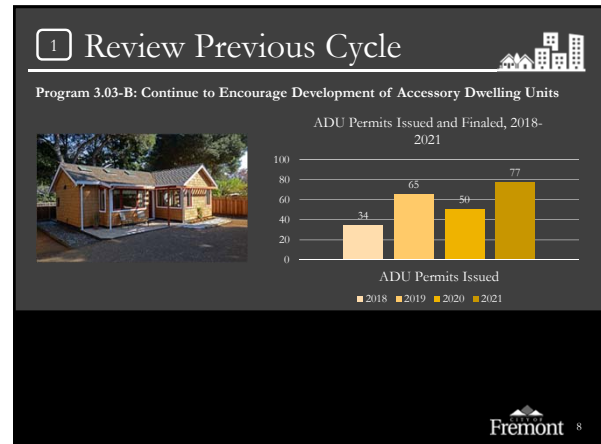 1 Review Previous Cycle
Program 3.03-B: Continue to Encourage Development of Accessory Dwelling Units
ADU Permits Issued and Finaled, 2018-
2021
100
80
60
40
20
0
34
65
50
77
ADU Permits Issued
2018 2019 2020 2021
CITY OF
Fremont 8